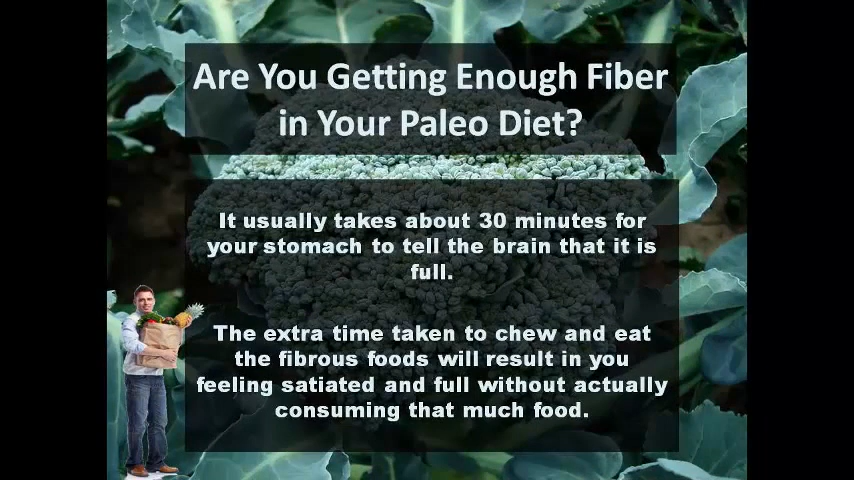 Are You Getting Enough Fiber
in Your Paleo Diet?
It usually takes about 30 minutes for
your stomach to tell the brain that it is
full.
The extra time taken to chew and eat
the fibrous foods will result in you
feeling satiated and full without actually
consuming that much food.